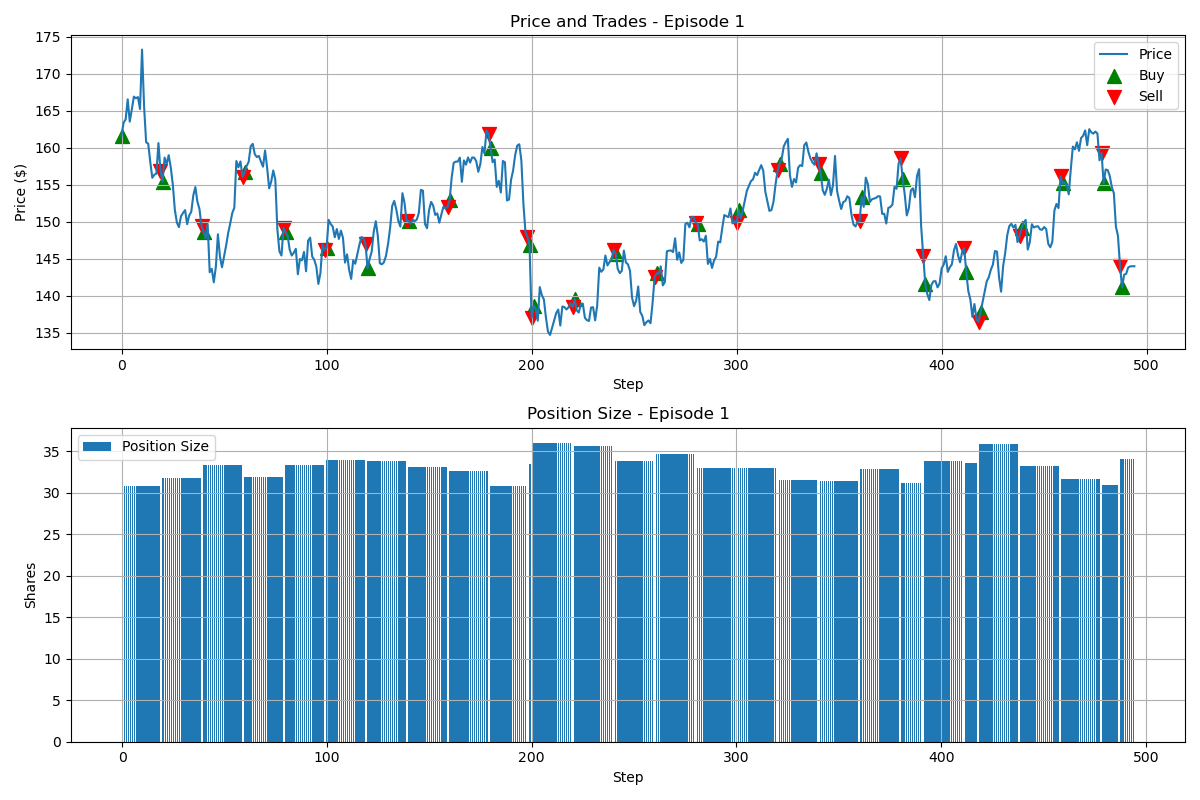 Price and Trades - Episode 1
Price ($)
175
170
165
160
155
150
145
140
135
Price
Buy
Sell
0 100 200 300 400 500
Step
Position Size - Episode 1
Shares
35
30
25
20
15
10
5
0
Position Size
0 100 200 300 400 500
Step